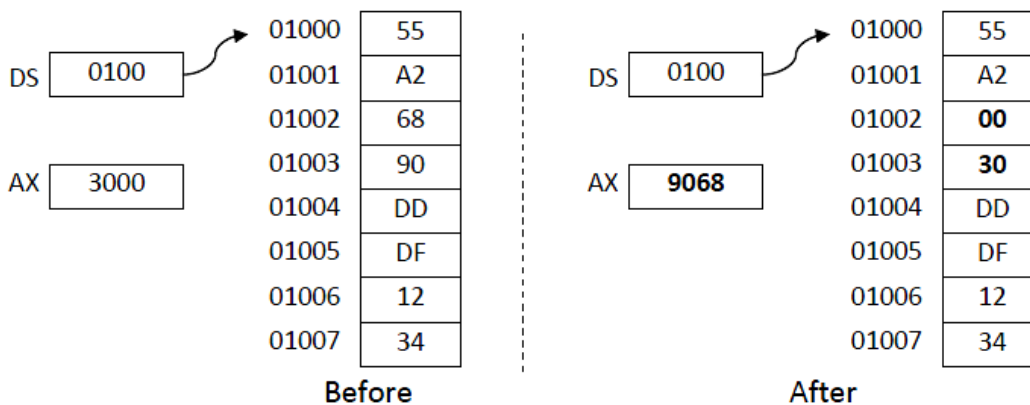 01000 55
DS 0100
01001 A2
01002 68
01003 90
AX 3000
01004 DD
01005 DF
01006 12
01007 34
Before
01000 55
DS 0100
01001 A2
01002 00
01003 30
AX 9068
01004 DD
01005 DF
01006 12
01007 34
After